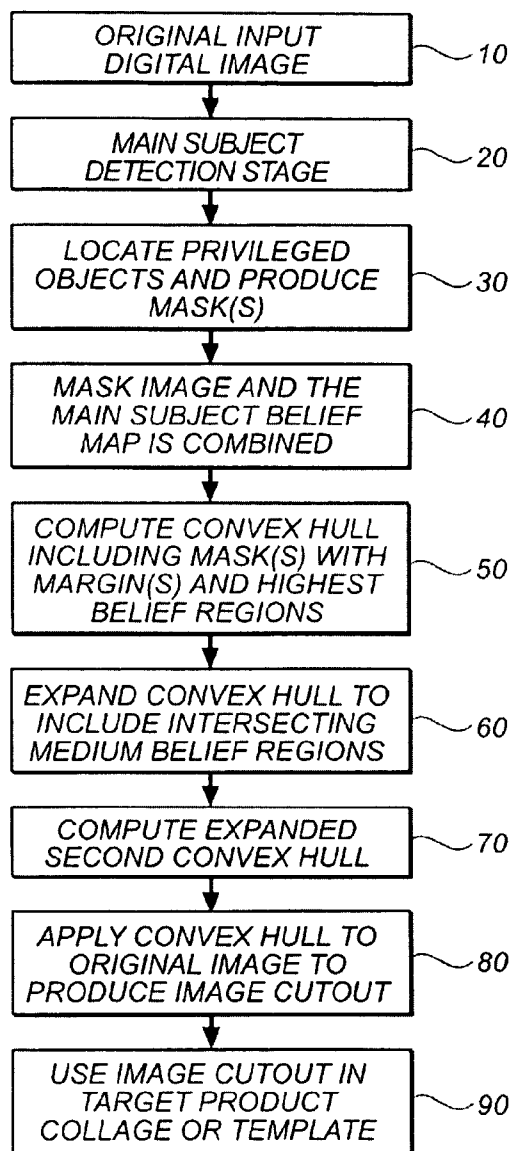 ORIGINAL INPUT
DIGITAL IMAGE
10
MAIN SUBJECT
DETECTION STAGE
20
LOCATE PRIVILEGED
OBJECTS AND PRODUCE
MASK(S)
30
MASK IMAGE AND THE
MAIN SUBJECT BELIEF
MAP IS COMBINED
40
COMPUTE CONVEX HULL
INCLUDING MASK(S) WITH
MARGIN(S) AND HIGHEST
BELIEF REGIONS
50
EXPAND CONVEX HULL TO
INCLUDE INTERSECTING
MEDIUM BELIEF REGIONS
60
COMPUTE EXPANDED
SECOND CONVEX HULL
70
APPLY CONVEX HULL TO
ORIGINAL IMAGE TO
PRODUCE IMAGE CUTOUT
80
USE IMAGE CUTOUT IN
TARGET PRODUCT
COLLAGE OR TEMPLATE
90